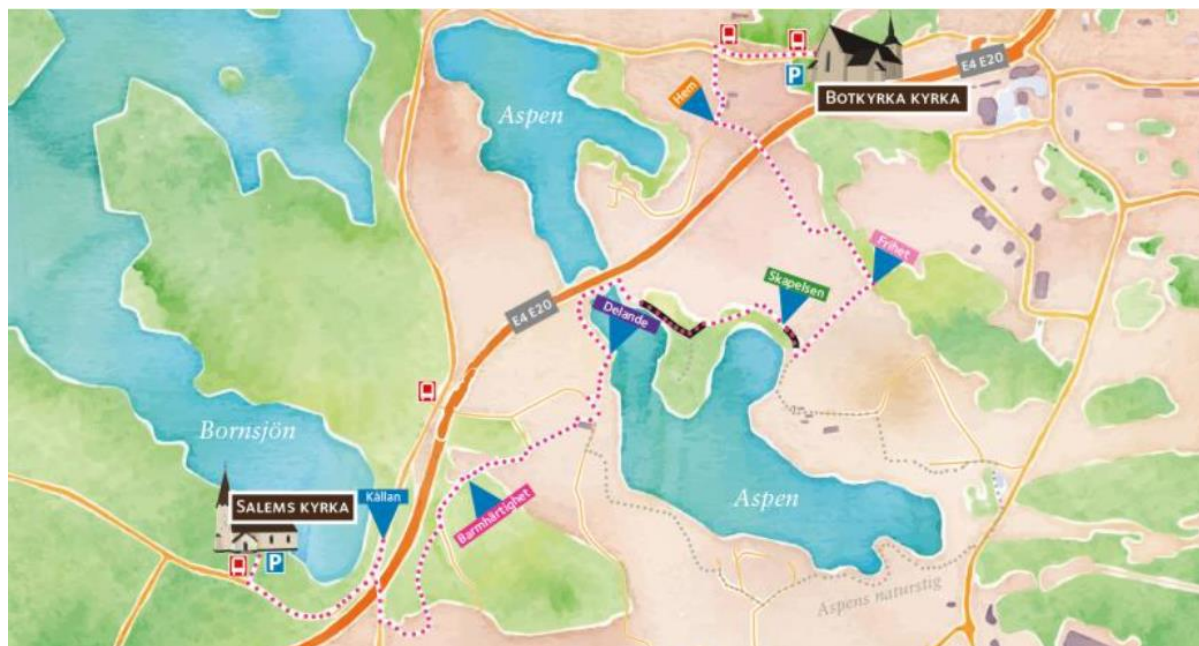 Aspen
Hem
P
BOTKYRKA KYRKA
E4 E20
Frihet
Skapelsen
Delande
E4 E20
Bornsjön
SALEMS KYRKA
Källan
P
Barmhärtighet
Aspen
Aspens naturstig